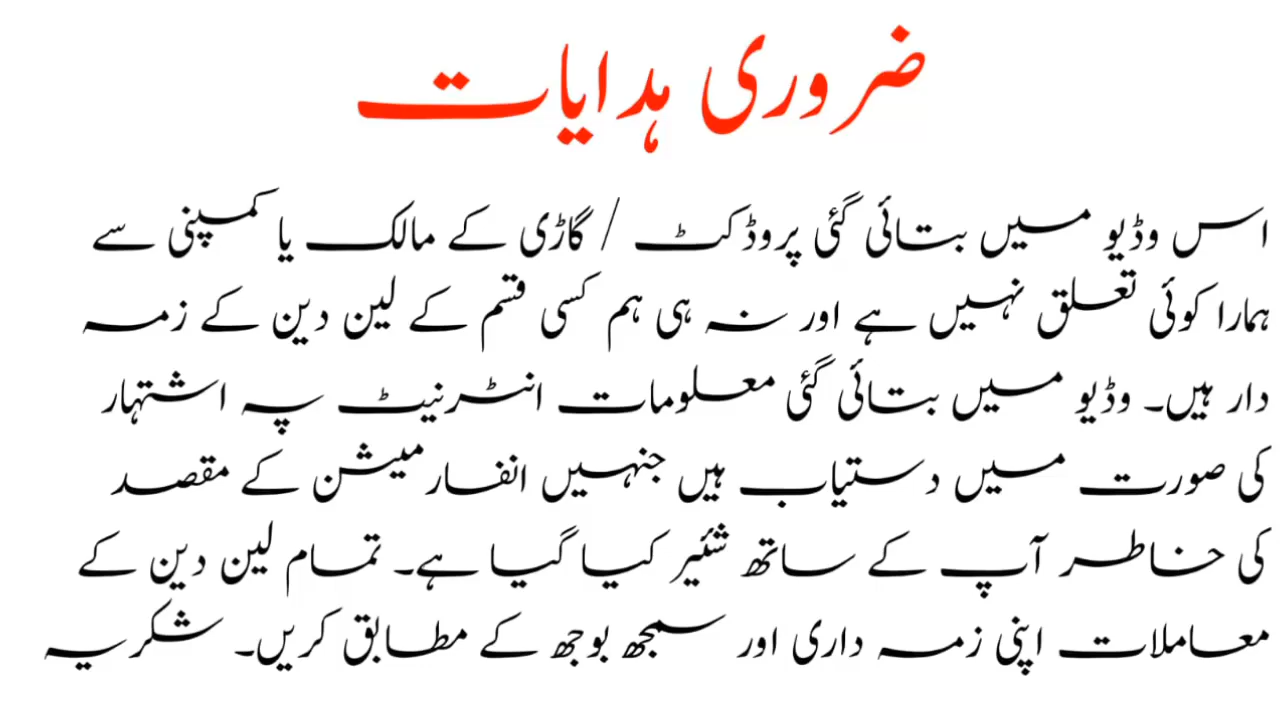 ضروری ہدایات
اس وڈیو میں بتائی گئی پروڈکٹ / گاڑی کے مالک یا کمپنی سے
ہمارا کوئی تعلق نہیں ہے اور نہ ہی ہم کسی قسم کے لین دین کے زمہ
دار ہیں۔ وڈیو میں بتائی گئی معلومات انٹرنیٹ پہ اشتہار
کی صورت میں دستیاب ہیں جنہیں انفارمیشن کے مقصد
کی خاطر آپ کے ساتھ شئیر کیا گیا ہے۔ تمام لین دین کے
معاملات اپنی زمہ داری اور سمجھ بوجھ کے مطابق کریں۔ شکریہ